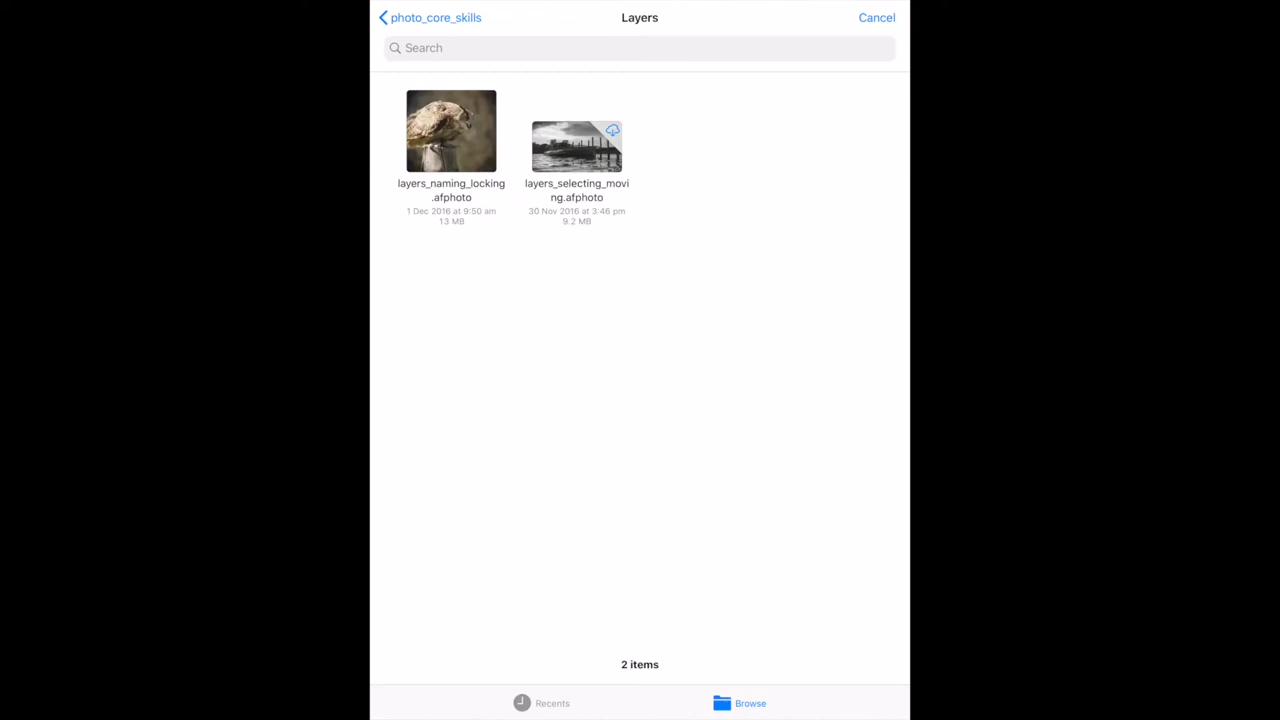 photo_core_skills
Layers
Cancel
Search
layers_naming_locking
.afphoto
1 Dec 2016 at 9:50 am
13 MB
layers_selecting_movi
ng.afphoto
30 Nov 2016 at 3:46 pm
9.2 MB
2 items
Recents
Browse